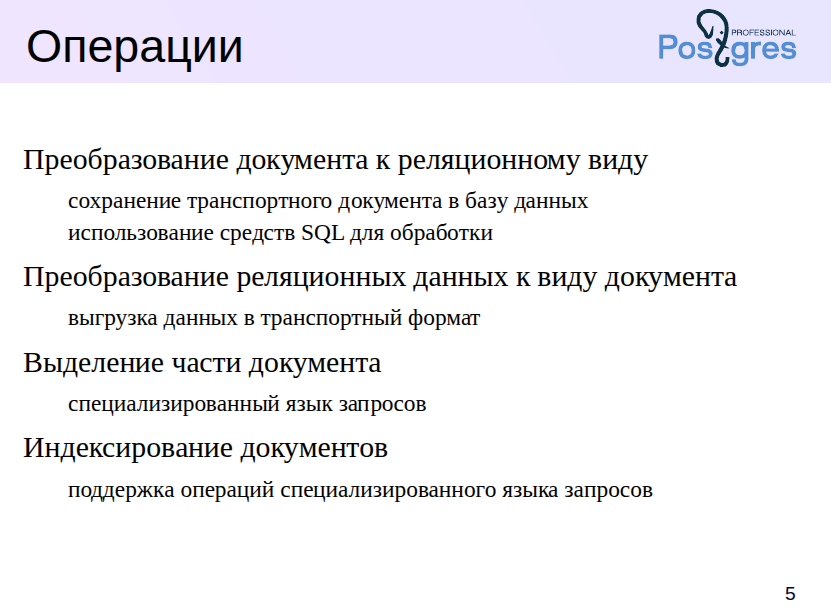 Операции
PROFESSIONAL
Postgres
Преобразование документа к реляционному виду
сохранение транспортного документа в базу данных
использование средств SQL для обработки
Преобразование реляционных данных к виду документа
выгрузка данных в транспортный формат
Выделение части документа
специализированный язык запросов
Индексирование документов
поддержка операций специализированного языка запросов
5